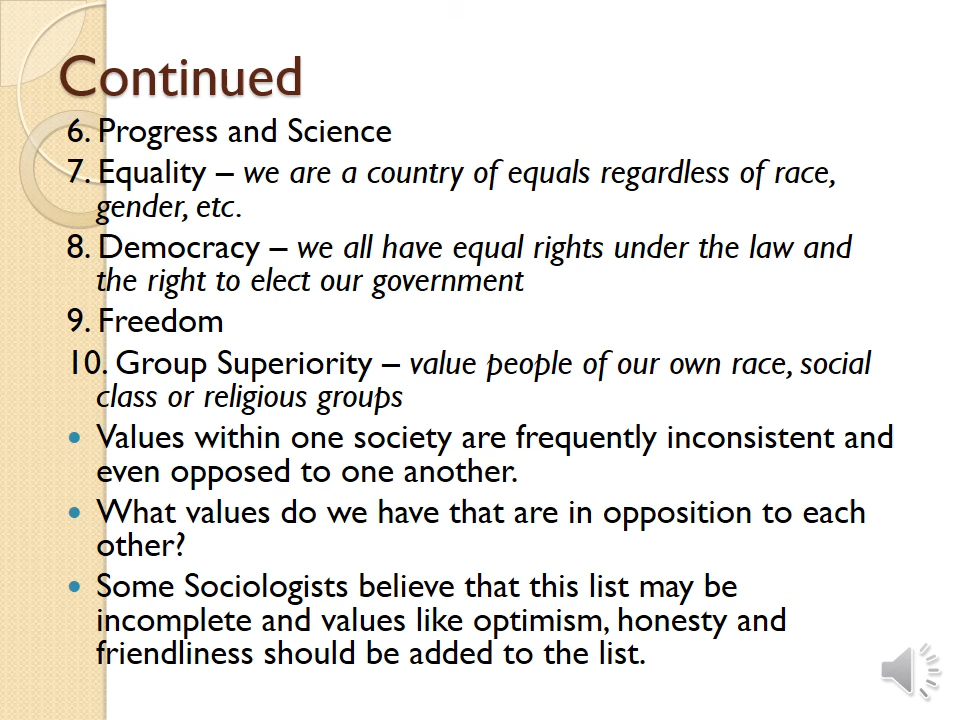 Continued
6. Progress and Science
7. Equality – we are a country of equals regardless of race,
gender, etc.
8. Democracy – we all have equal rights under the law and
the right to elect our government
9. Freedom
10. Group Superiority – value people of our own race, social
class or religious groups
• Values within one society are frequently inconsistent and
even opposed to one another.
• What values do we have that are in opposition to each
other?
• Some Sociologists believe that this list may be
incomplete and values like optimism, honesty and
friendliness should be added to the list.